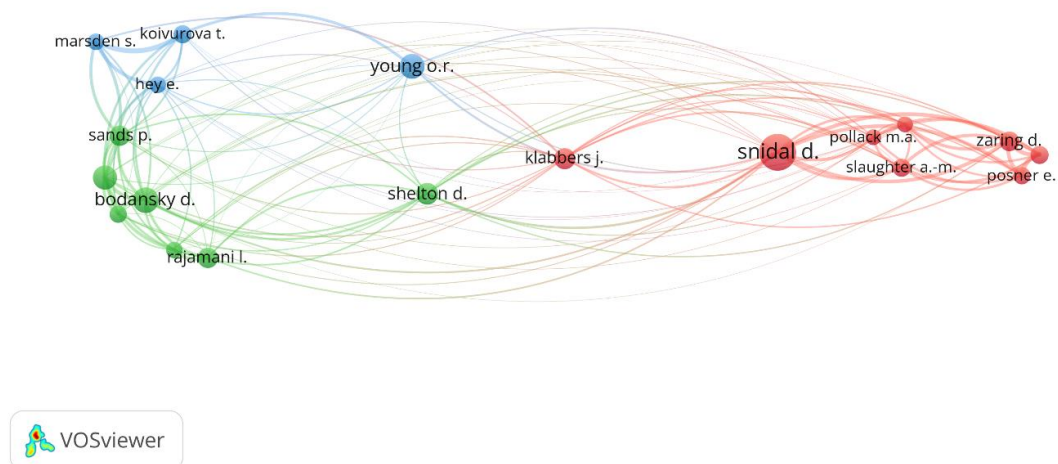 koivurova t.
marsden s.
young o.r.
hey e.
sands p.
pollack m.a.
zaring d.
snidal d.
klabbers j.
slaughter a.-m.
posner e.
shelton d.
bodansky d.
rajamani l.
VOSviewer